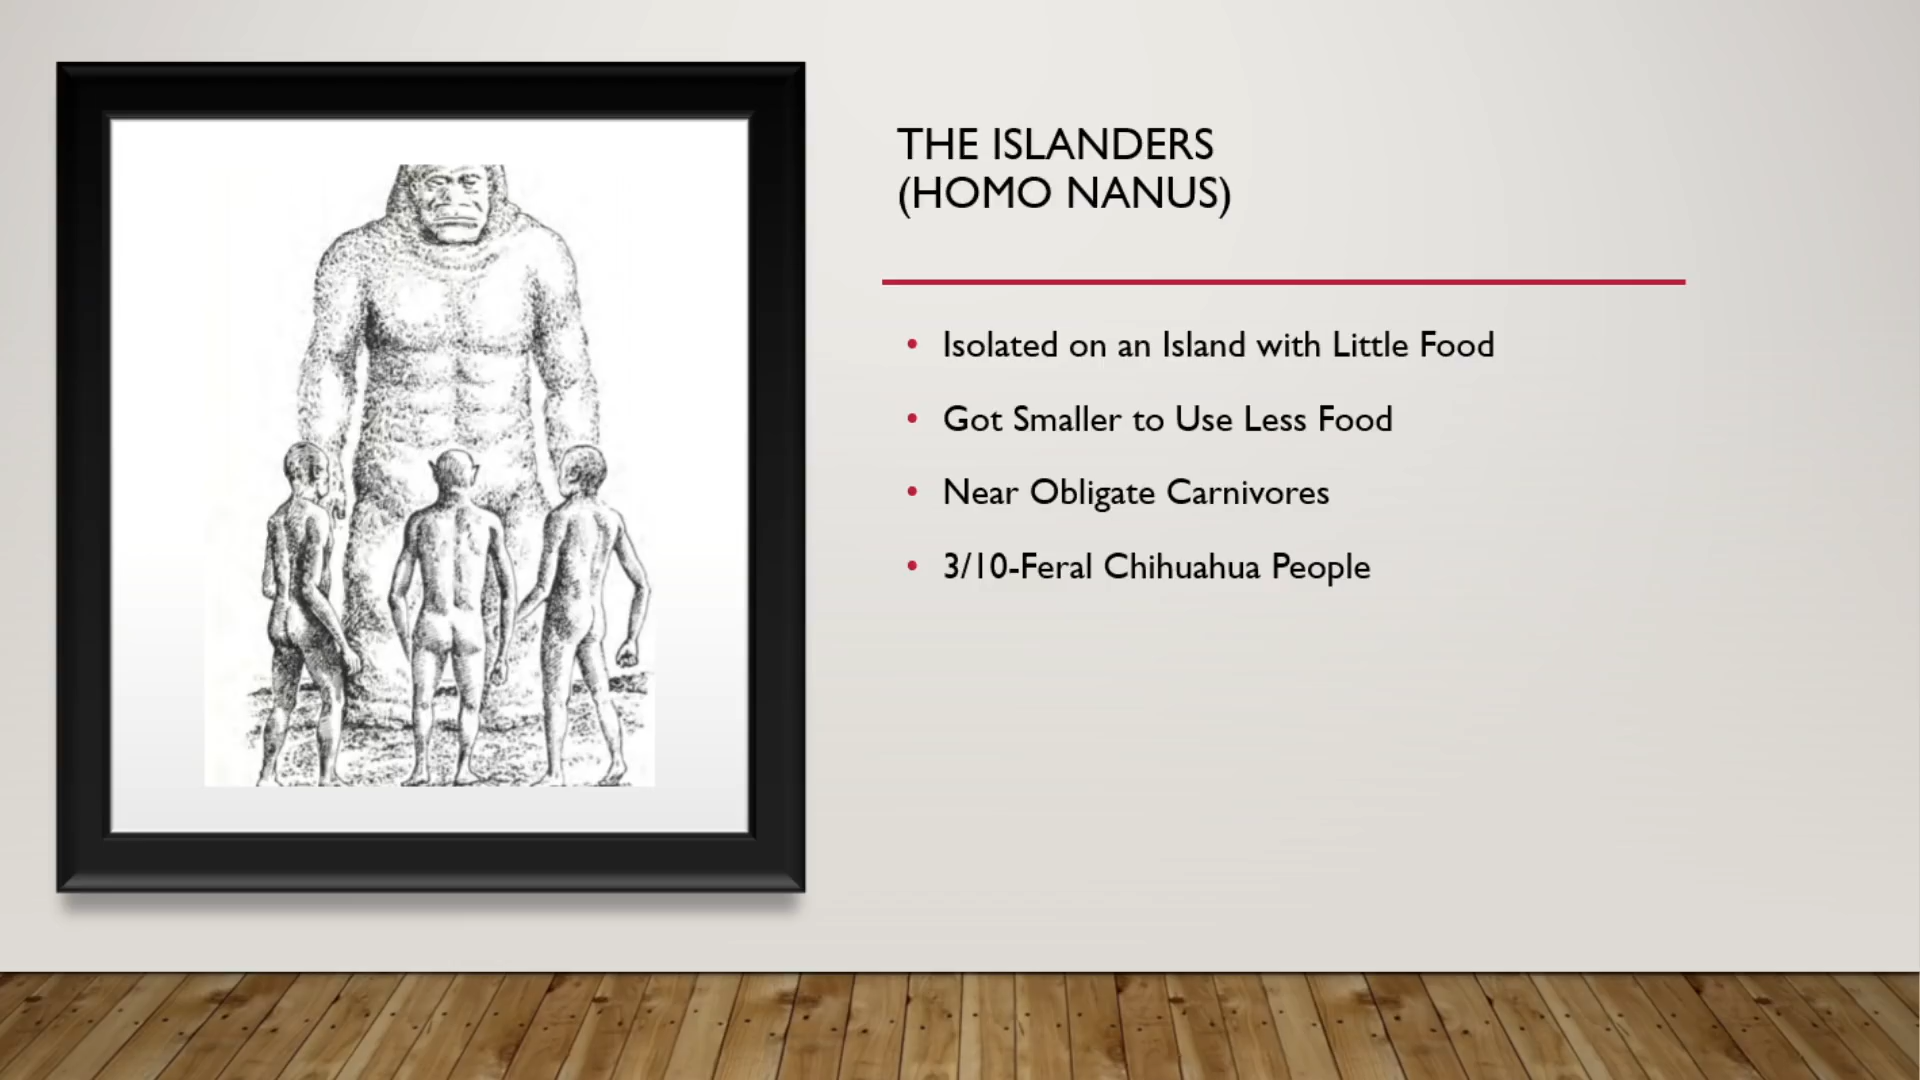 THE ISLANDERS
(HOMO NANUS)
• Isolated on an Island with Little Food
• Got Smaller to Use Less Food
• Near Obligate Carnivores
• 3/10-Feral Chihuahua People